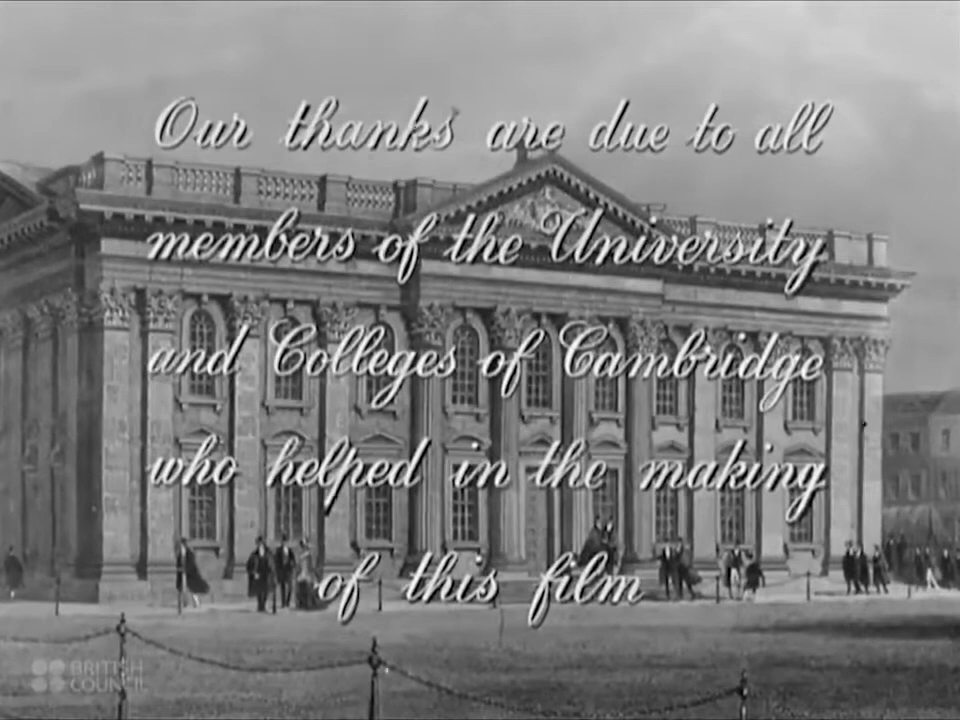 Our thanks are due to all
members of the University
and Colleges of Cambridge
who helped in the making
of this film
BRITISH
COUNCIL